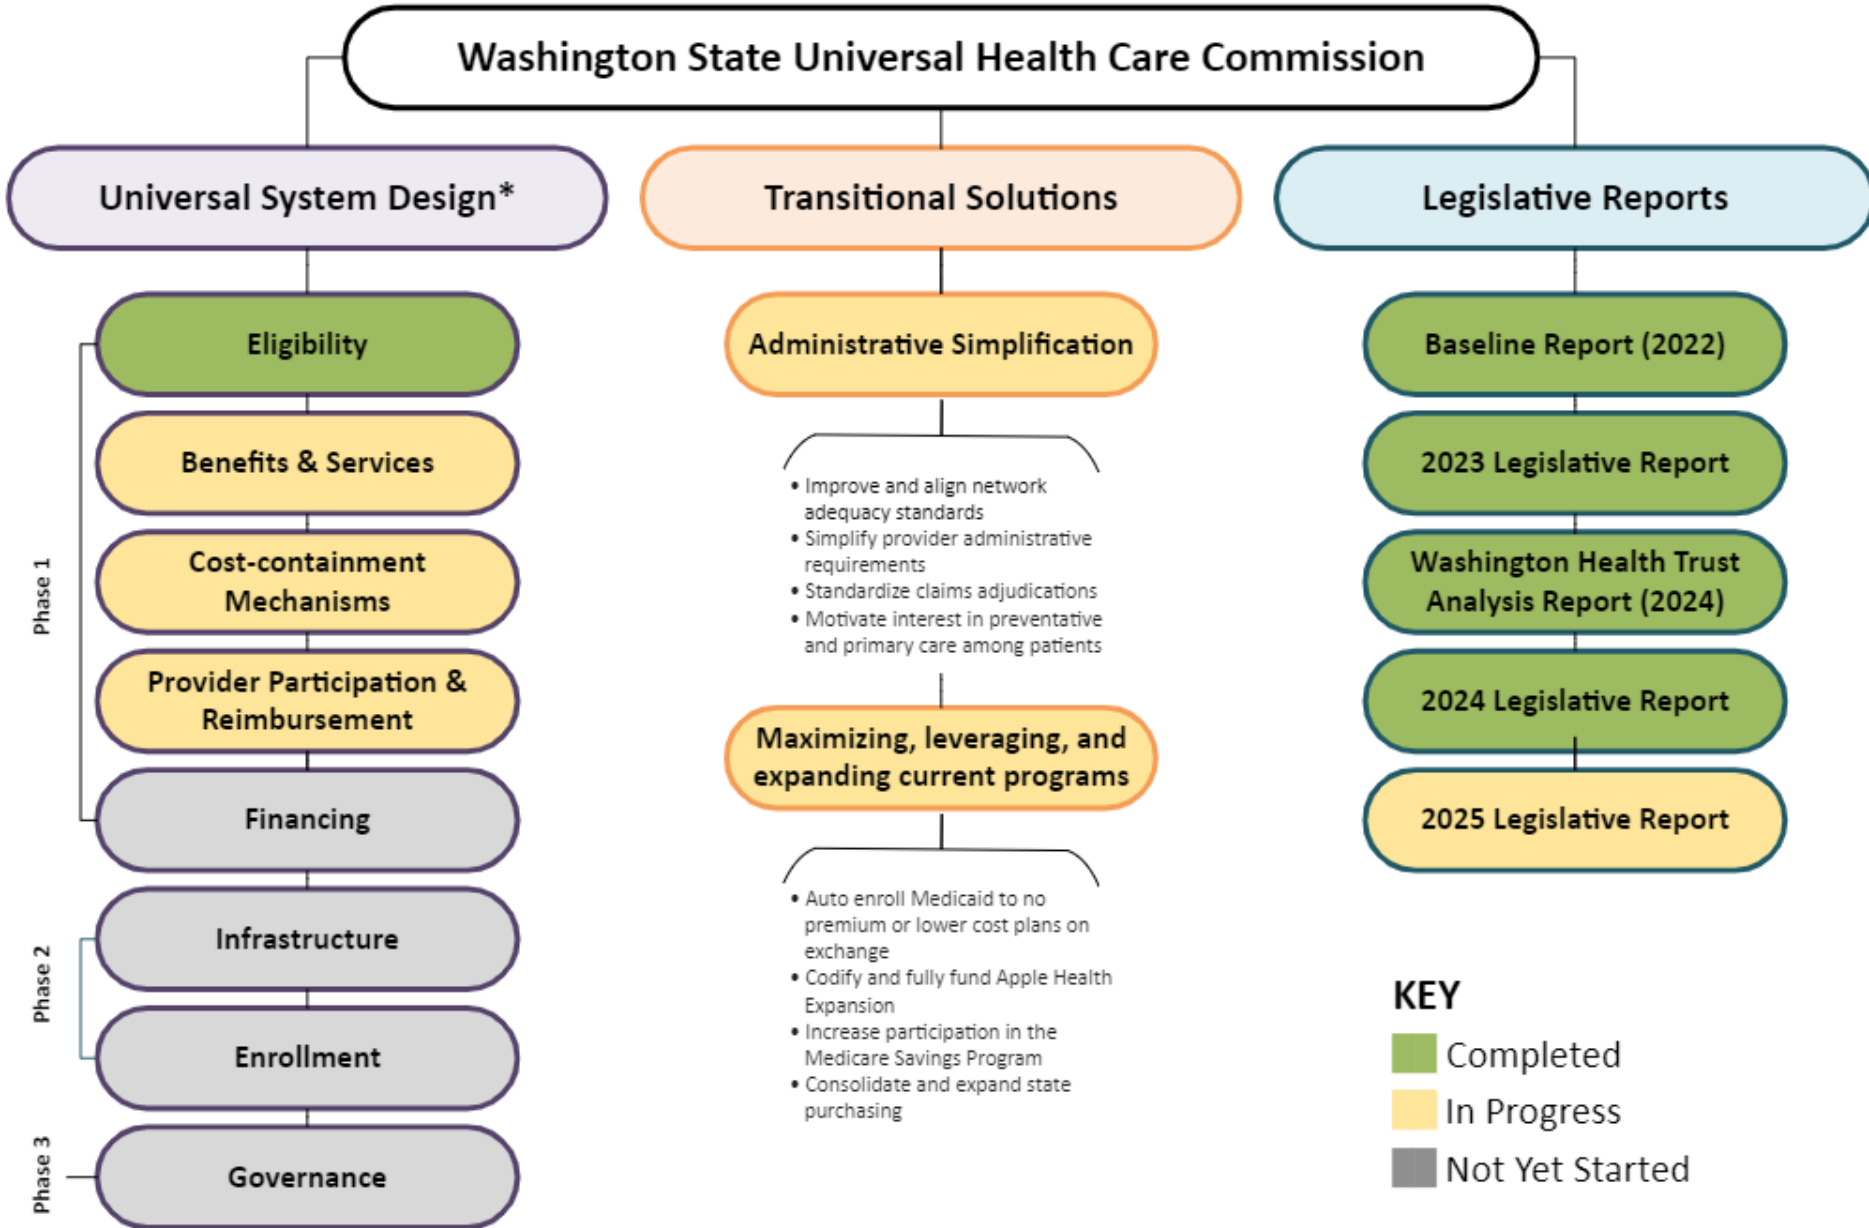 Washington State Universal Health Care Commission
Universal System Design*
Eligibility
Benefits & Services
Cost-containment
Mechanisms
Provider Participation &
Reimbursement
Financing
Infrastructure
Enrollment
Governance
Phase 1
Phase 2
Phase 3
Transitional Solutions
Administrative Simplification
• Improve and align network
adequacy standards
• Simplify provider administrative
requirements
• Standardize claims adjudications
• Motivate interest in preventative
and primary care among patients
Maximizing, leveraging, and
expanding current programs
• Auto enroll Medicaid to no
premium or lower cost plans on
exchange
• Codify and fully fund Apple Health
Expansion
• Increase participation in the
Medicare Savings Program
• Consolidate and expand state
purchasing
Legislative Reports
Baseline Report (2022)
2023 Legislative Report
Washington Health Trust
Analysis Report (2024)
2024 Legislative Report
2025 Legislative Report
KEY
Completed
In Progress
Not Yet Started